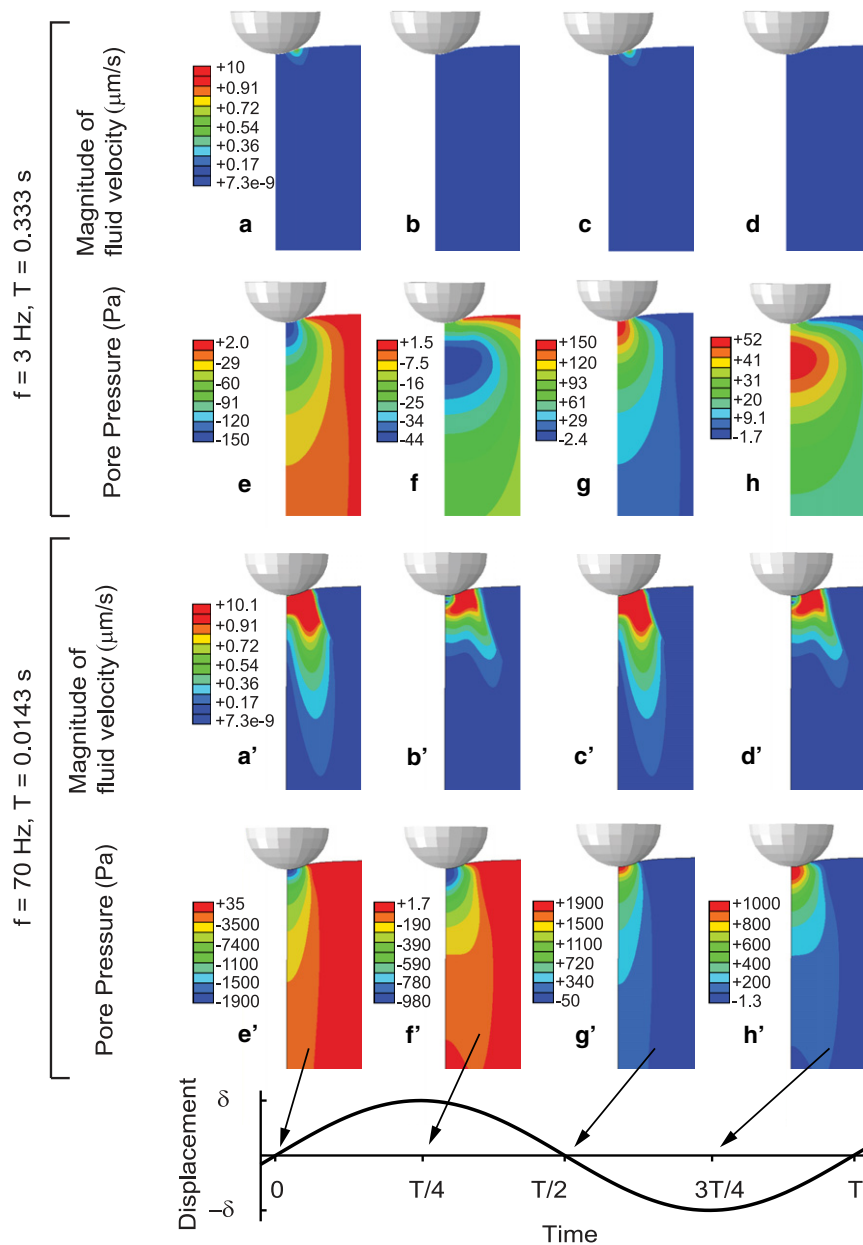 f = 3 Hz, T = 0.333 s
Magnitude of
fluid velocity (μm/s)
+10
+0.91
+0.72
+0.54
+0.36
+0.17
+7.3e-9
a
b
c
d
Pore Pressure (Pa)
+2.0
-29
-60
-91
-120
-150
e
+1.5
-7.5
-16
-25
-34
-44
f
+150
+120
+93
+61
+29
-2.4
g
+52
+41
+31
+20
+9.1
-1.7
h
f = 70 Hz, T = 0.0143 s
Magnitude of
fluid velocity (μm/s)
+10.1
+0.91
+0.72
+0.54
+0.36
+0.17
+7.3e-9
a’
b’
c’
d’
Pore Pressure (Pa)
+35
-3500
-7400
-1100
-1500
-1900
e’
+1.7
-190
-390
-590
-780
-980
f’
+1900
+1500
+1100
+720
+340
-50
g’
+1000
+800
+600
+400
+200
-1.3
h’
Displacement
δ
–δ
0
T/4
T/2
3T/4
T
Time